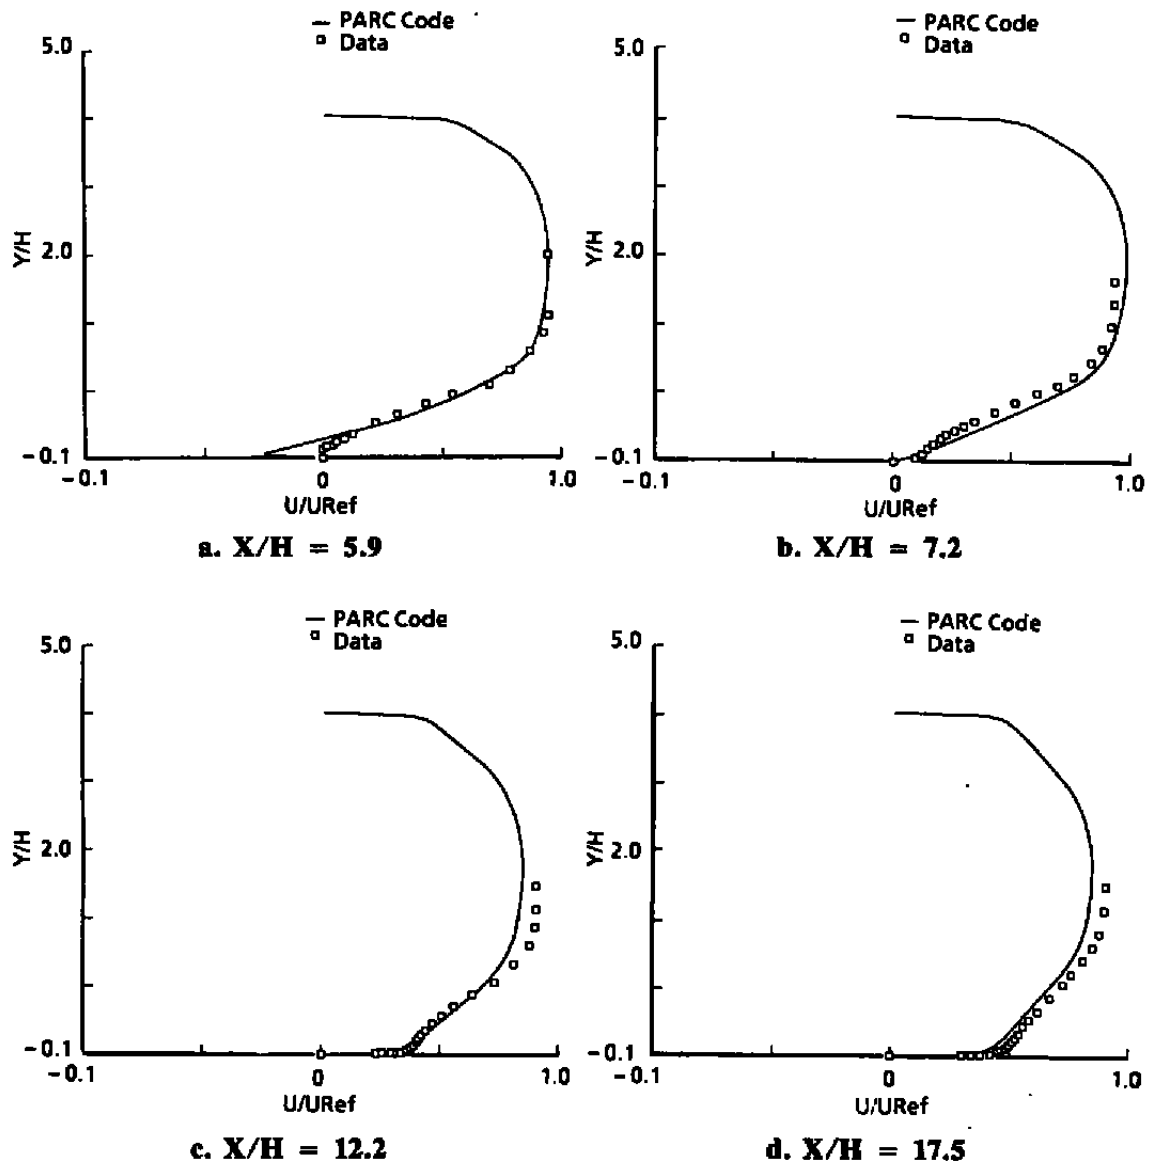 — PARC Code
□ Data
5.0
Y/H
2.0
−0.1
−0.1
0
1.0
U/URef
a. X/H = 5.9
— PARC Code
□ Data
5.0
Y/H
2.0
−0.1
−0.1
0
1.0
U/URef
b. X/H = 7.2
— PARC Code
□ Data
5.0
Y/H
2.0
−0.1
−0.1
0
1.0
U/URef
c. X/H = 12.2
— PARC Code
□ Data
5.0
Y/H
2.0
−0.1
−0.1
0
1.0
U/URef
d. X/H = 17.5